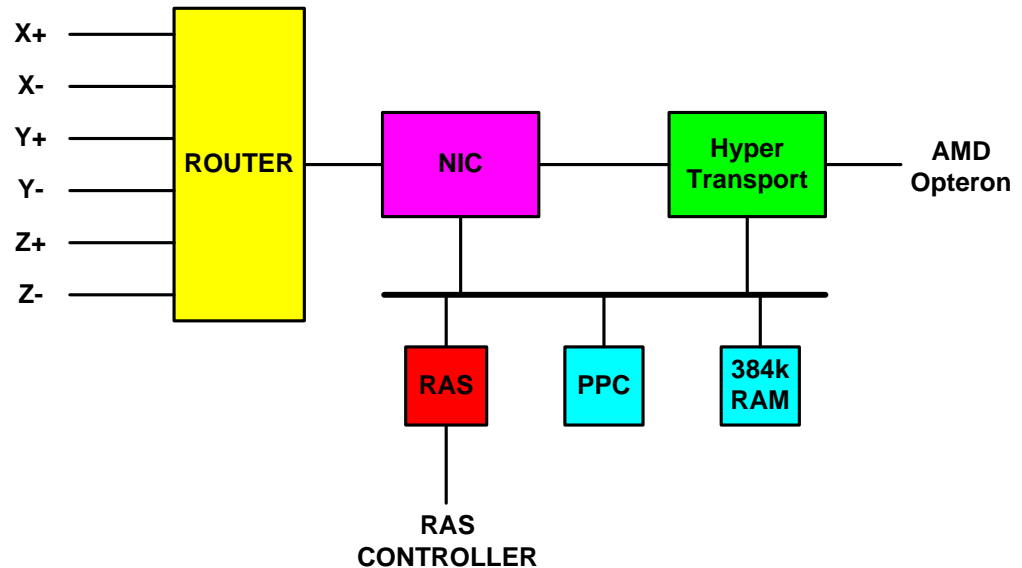 X+
X-
Y+
Y-
Z+
Z-
ROUTER
NIC
Hyper
Transport
AMD
Opteron
RAS
PPC
384k
RAM
RAS
CONTROLLER